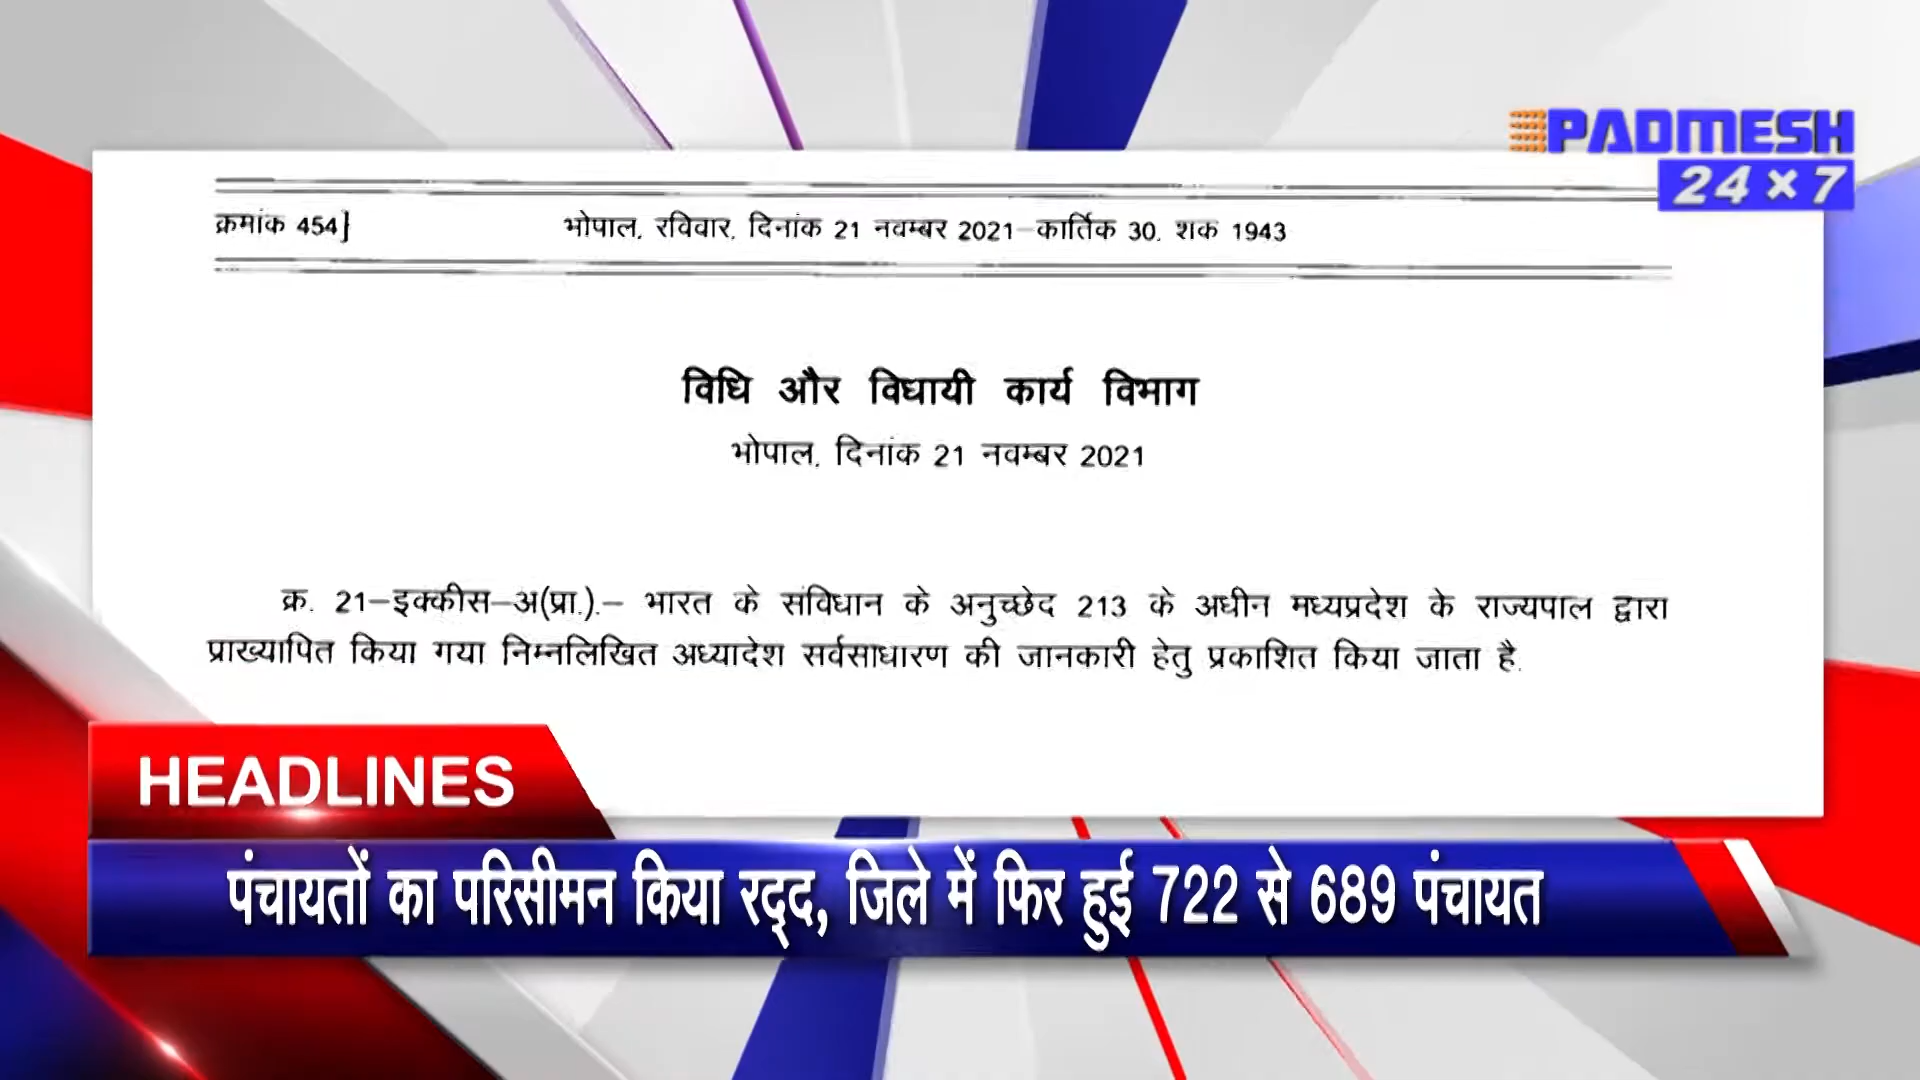 PADMESH
24×7
क्रमांक 454]
भोपाल, रविवार, दिनांक 21 नवम्बर 2021—कार्तिक 30, शक 1943
विधि और विधायी कार्य विभाग
भोपाल, दिनांक 21 नवम्बर 2021
क्र. 21—इक्कीस—अ(प्रा.).— भारत के संविधान के अनुच्छेद 213 के अधीन मध्यप्रदेश के राज्यपाल द्वारा
प्राख्यापित किया गया निम्नलिखित अध्यादेश सर्वसाधारण की जानकारी हेतु प्रकाशित किया जाता है.
HEADLINES
पंचायतों का परिसीमन किया रद्द, जिले में फिर हुई 722 से 689 पंचायत